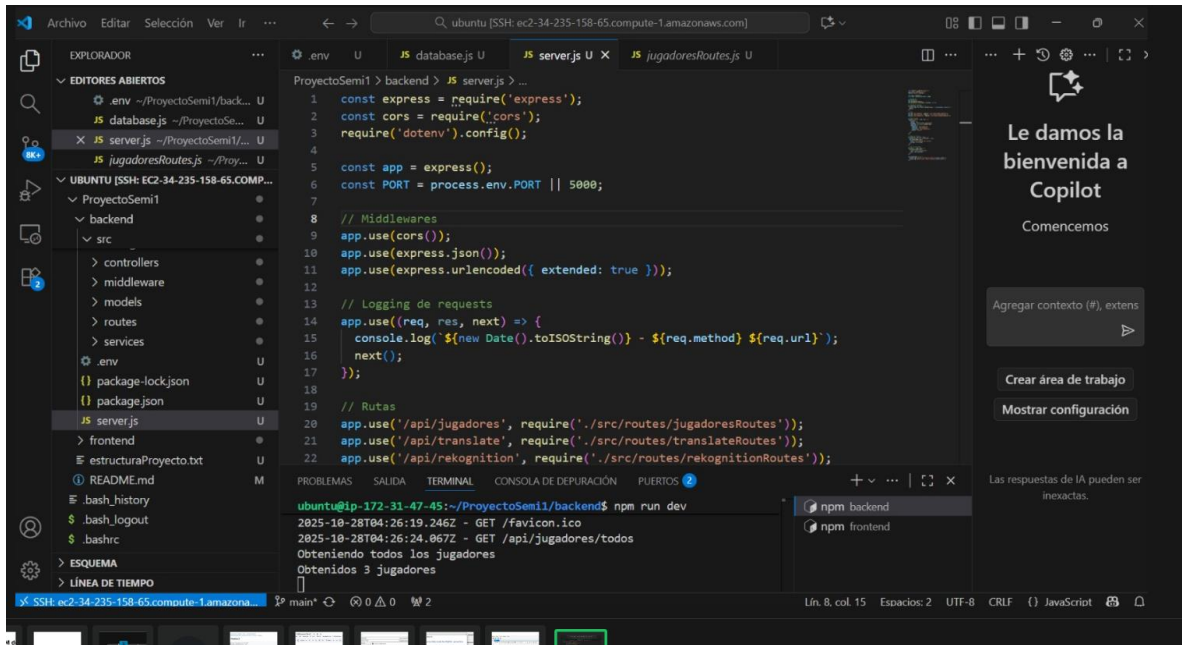 Archivo Editar Selección Ver Ir ...
ubuntu [SSH: ec2-34-235-158-65.compute-1.amazonaws.com]
EXPLORADOR
EDITORES ABIERTOS
.env ~/ProyectoSemi1/back... U
JS database.js ~/ProyectoSe... U
JS server.js ~/ProyectoSemi1/... U
JS jugadoresRoutes.js ~/Proy... U
UBUNTU [SSH: EC2-34-235-158-65.COMP...
ProyectoSemi1
backend
src
controllers
middleware
models
routes
services
.env U
{} package-lock.json U
{} package.json U
JS server.js U
frontend
estructuraProyecto.txt U
README.md M
.bash_history
$ .bash_logout
$ .bashrc
ESQUEMA
LÍNEA DE TIEMPO
8K+
2
.env U
JS database.js U
JS server.js U
JS jugadoresRoutes.js U
ProyectoSemi1 > backend > JS server.js > ...
1 const express = require('express');
2 const cors = require('cors');
3 require('dotenv').config();
4
5 const app = express();
6 const PORT = process.env.PORT || 5000;
7
8 // Middlewares
9 app.use(cors());
10 app.use(express.json());
11 app.use(express.urlencoded({ extended: true }));
12
13 // Logging de requests
14 app.use((req, res, next) => {
15 console.log(`${new Date().toISOString()} - ${req.method} ${req.url}`);
16 next();
17 });
18
19 // Rutas
20 app.use('/api/jugadores', require('./src/routes/jugadoresRoutes'));
21 app.use('/api/translate', require('./src/routes/translateRoutes'));
22 app.use('/api/rekognition', require('./src/routes/rekognitionRoutes'));
PROBLEMAS SALIDA TERMINAL CONSOLA DE DEPURACIÓN PUERTOS 2
ubuntu@ip-172-31-47-45:~/ProyectoSemi1/backend$ npm run dev
2025-10-28T04:26:19.246Z - GET /favicon.ico
2025-10-28T04:26:24.067Z - GET /api/jugadores/todos
Obteniendo todos los jugadores
Obtenidos 3 jugadores
npm backend
npm frontend
Le damos la
bienvenida a
Copilot
Comencemos
Agregar contexto (#), extens
Crear área de trabajo
Mostrar configuración
Las respuestas de IA pueden ser
inexactas.
SSH: ec2-34-235-158-65.compute-1.amazona... main* 0 0 2 Lín. 8, col. 15 Espacios: 2 UTF-8 CRLF {} JavaScript